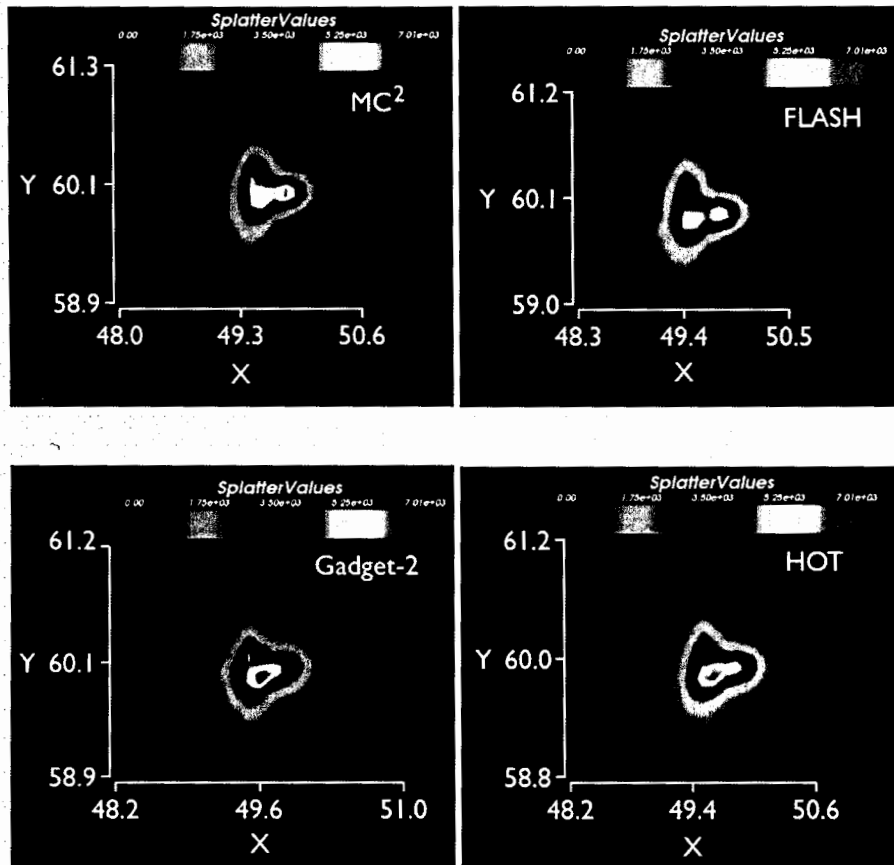 SplatterValues
0.00 1.75e+03 3.50e+03 5.25e+03 7.01e+03
61.3
MC²
Y 60.1
58.9
48.0 49.3 50.6
X
SplatterValues
0.00 1.75e+03 3.50e+03 5.25e+03 7.01e+03
61.2
FLASH
Y 60.1
59.0
48.3 49.4 50.5
X
SplatterValues
0.00 1.75e+03 3.50e+03 5.25e+03 7.01e+03
61.2
Gadget-2
Y 60.1
58.9
48.2 49.6 51.0
X
SplatterValues
0.00 1.75e+03 3.50e+03 5.25e+03 7.01e+03
61.2
HOT
Y 60.0
58.8
48.2 49.4 50.6
X